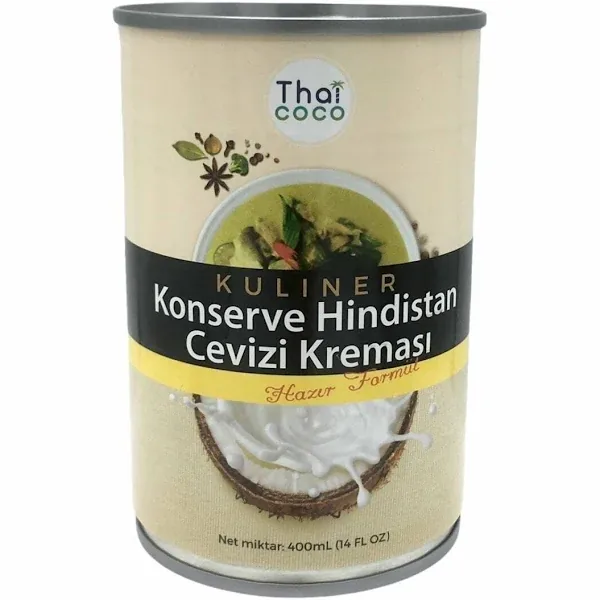 Thai
COCO
KULINER
Konserve Hindistan
Cevizi Kreması
Hazır Formül
Net miktar: 400mL (14 FL OZ)